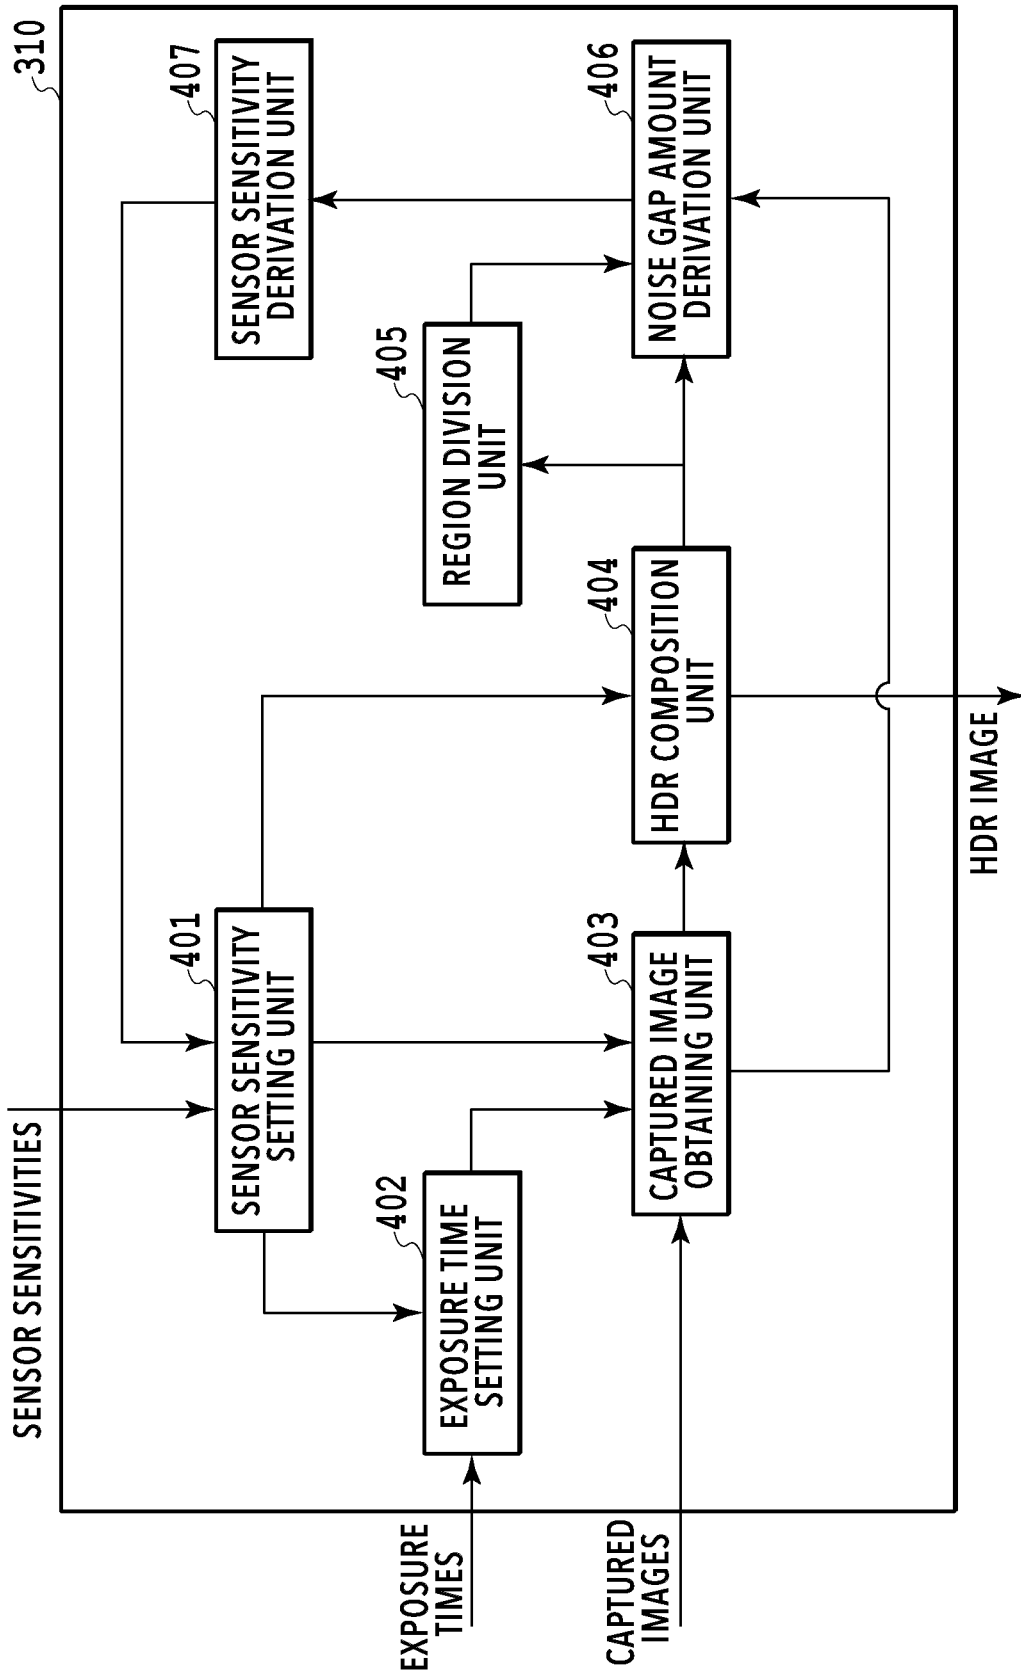 310
SENSOR SENSITIVITIES
401
SENSOR SENSITIVITY
SETTING UNIT
407
SENSOR SENSITIVITY
DERIVATION UNIT
EXPOSURE
TIMES
402
EXPOSURE TIME
SETTING UNIT
405
REGION DIVISION
UNIT
CAPTURED
IMAGES
403
CAPTURED IMAGE
OBTAINING UNIT
404
HDR COMPOSITION
UNIT
406
NOISE GAP AMOUNT
DERIVATION UNIT
HDR IMAGE